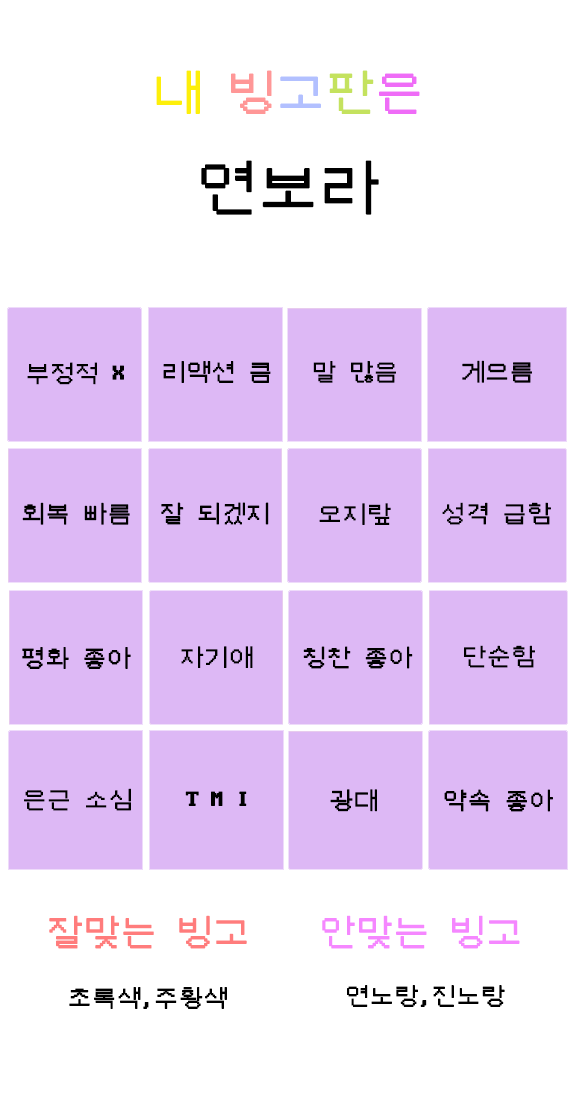 내 빙고판은
연보라
부정적 X 리액션 큼 말 많음 게으름
회복 빠름 잘 되겠지 오지랖 성격 급함
평화 좋아 자기애 칭찬 좋아 단순함
은근 소심 T M I 광대 약속 좋아
잘맞는 빙고 안맞는 빙고
초록색, 주황색 연노랑, 진노랑